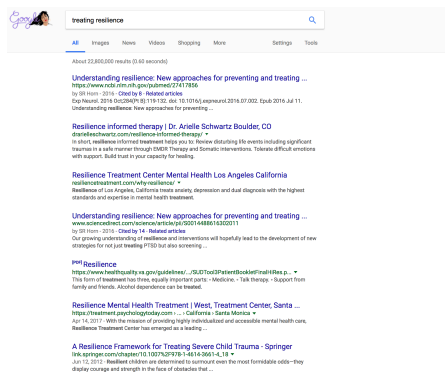 Google
treating resilience
All Images News Videos Shopping More Settings Tools
About 22,800,000 results (0.60 seconds)
Understanding resilience: New approaches for preventing and treating ...
https://www.ncbi.nlm.nih.gov/pubmed/27417856
by SR Horn - 2016 - Cited by 8 - Related articles
Exp Neurol. 2016 Oct;284(Pt B):119-132. doi: 10.1016/j.expneurol.2016.07.002. Epub 2016 Jul 11.
Understanding resilience: New approaches for preventing ...
Resilience informed therapy | Dr. Arielle Schwartz Boulder, CO
drarielleschwartz.com/resilience-informed-therapy/
In short, resilience informed treatment helps you to: Review disturbing life events including significant
traumas in a safe manner through EMDR Therapy and Somatic interventions. Tolerate difficult emotions
with support. Build trust in your capacity for healing.
Resilience Treatment Center Mental Health Los Angeles California
resiliencetreatment.com/why-resilience/
Resilience of Los Angeles, California treats anxiety, depression and dual diagnosis with the highest
standards and expertise in mental health treatment.
Understanding resilience: New approaches for preventing and treating ...
www.sciencedirect.com/science/article/pii/S0014488616302011
by SR Horn - 2016 - Cited by 14 - Related articles
Our growing understanding of resilience and interventions will hopefully lead to the development of new
strategies for not just treating PTSD but also screening ...
[PDF] Resilience
https://www.healthquality.va.gov/guidelines/.../SUDTool3PatientBookletFinalHiRes.p...
This form of treatment has three, equally important parts: • Medicine. • Talk therapy. • Support from
family and friends. Alcohol dependence can be treated.
Resilience Mental Health Treatment | West, Treatment Center, Santa ...
https://treatment.psychologytoday.com › ... › California › Santa Monica
Apr 14, 2017 - With the mission of providing highly individualized and accessible mental health care,
Resilience Treatment Center has emerged as a leading ...
A Resilience Framework for Treating Severe Child Trauma - Springer
link.springer.com/chapter/10.1007%2F978-1-4614-3661-4_18
Jun 12, 2012 - Resilient children are determined to surmount even the most formidable odds—they
display courage and strength in the face of obstacles that ...